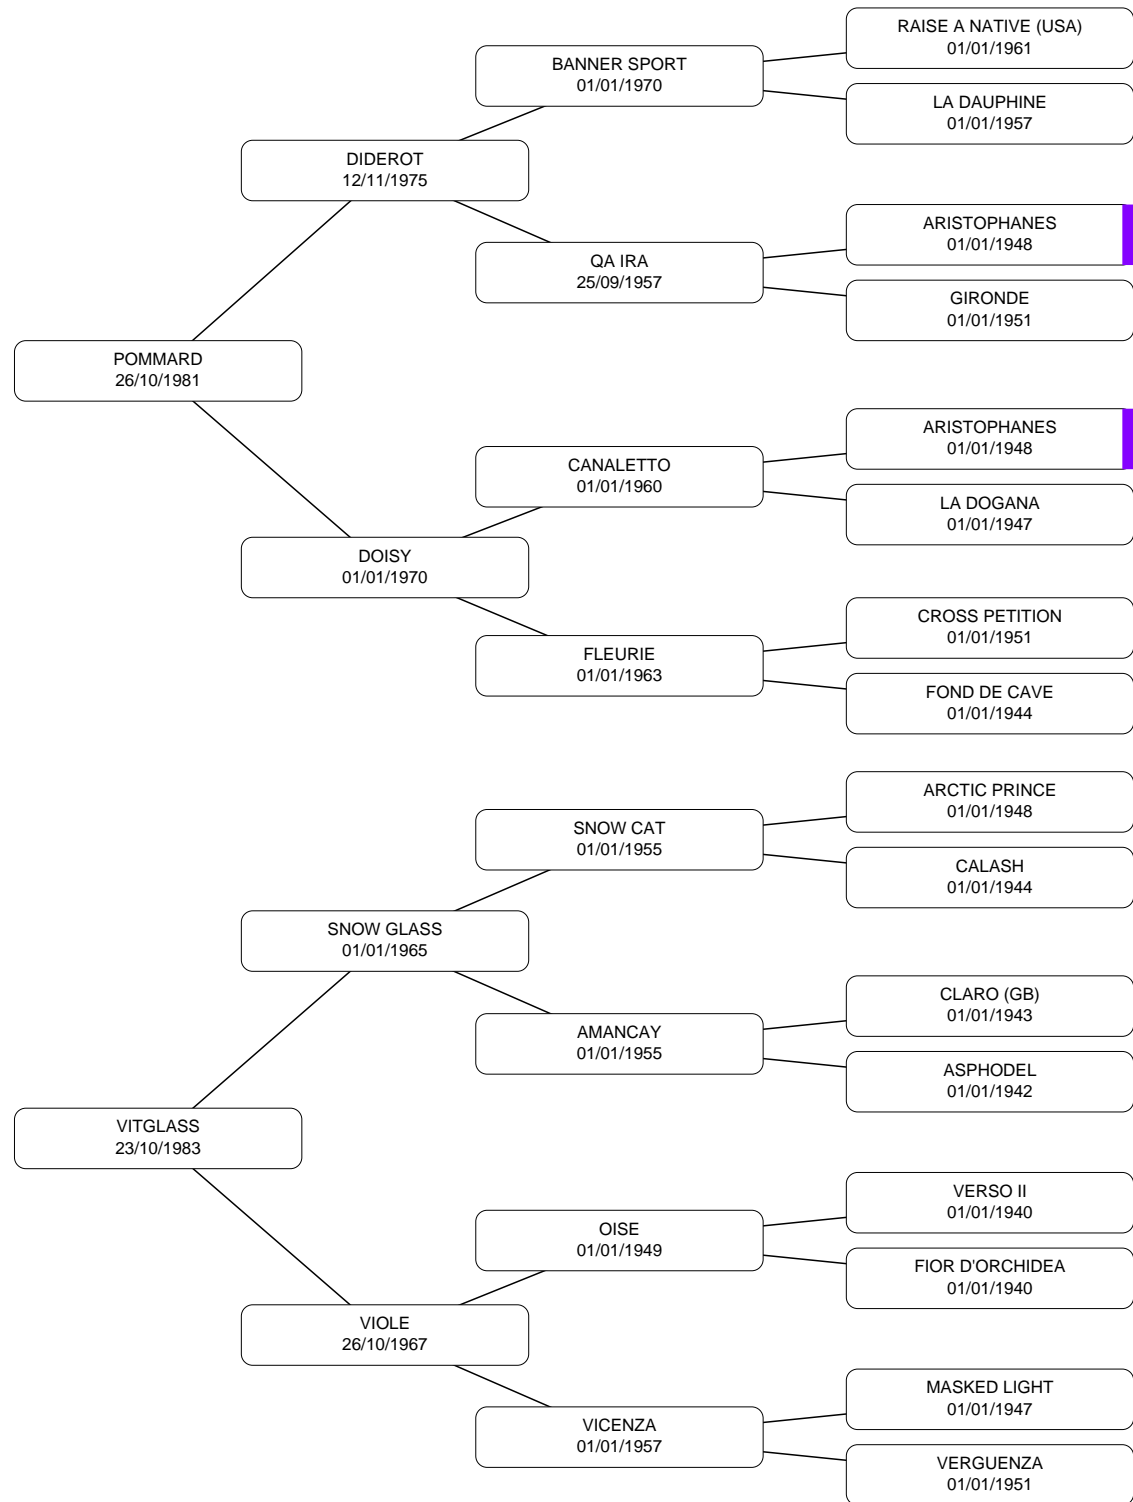 RAISE A NATIVE (USA)
01/01/1961
BANNER SPORT
01/01/1970
LA DAUPHINE
01/01/1957
DIDEROT
12/11/1975
ARISTOPHANES
01/01/1948
QA IRA
25/09/1957
GIRONDE
01/01/1951
POMMARD
26/10/1981
ARISTOPHANES
01/01/1948
CANALETTO
01/01/1960
LA DOGANA
01/01/1947
DOISY
01/01/1970
CROSS PETITION
01/01/1951
FLEURIE
01/01/1963
FOND DE CAVE
01/01/1944
ARCTIC PRINCE
01/01/1948
SNOW CAT
01/01/1955
CALASH
01/01/1944
SNOW GLASS
01/01/1965
CLARO (GB)
01/01/1943
AMANCAY
01/01/1955
ASPHODEL
01/01/1942
VITGLASS
23/10/1983
VERSO II
01/01/1940
OISE
01/01/1949
FIOR D'ORCHIDEA
01/01/1940
VIOLE
26/10/1967
MASKED LIGHT
01/01/1947
VICENZA
01/01/1957
VERGUENZA
01/01/1951